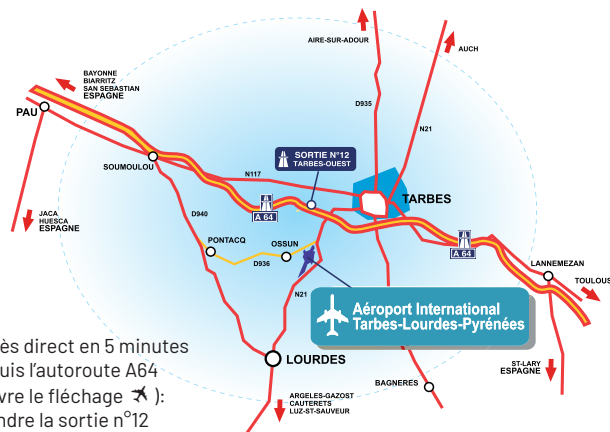 AIRE-SUR-ADOUR
AUCH
BAYONNE
BIARRITZ
SAN SEBASTIAN
ESPAGNE
PAU
D935
N21
SORTIE N°12
TARBES-OUEST
SOUMOULOU
N117
TARBES
A 64
JACA
HUESCA
ESPAGNE
D940
PONTACQ
OSSUN
D936
A 64
LANNEMEZAN
TOULOUS
N21
Aéroport International
Tarbes-Lourdes-Pyrénées
LOURDES
ST-LARY
ESPAGNE
BAGNERES
ARGELES-GAZOST
CAUTERETS
LUZ-ST-SAUVEUR
ès direct en 5 minutes
uis l'autoroute A64
vre le fléchage ):
ndre la sortie n°12